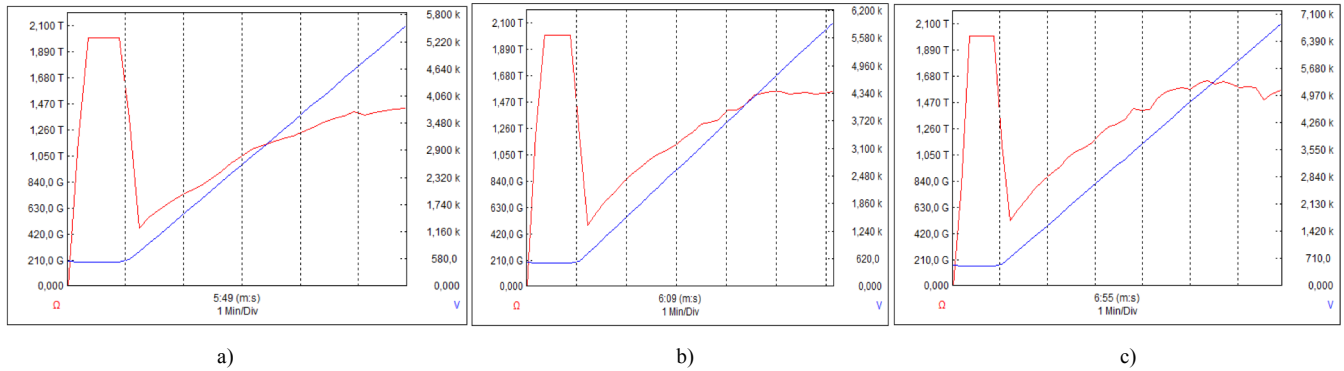 2,100 T
1,890 T
1,680 T
1,470 T
1,260 T
1,050 T
840,0 G
630,0 G
420,0 G
210,0 G
0,000
Ω
5:49 (m:s)
1 Min/Div
5,800 k
5,220 k
4,640 k
4,060 k
3,480 k
2,900 k
2,320 k
1,740 k
1,160 k
580,0
0,000
V
a)
2,100 T
1,890 T
1,680 T
1,470 T
1,260 T
1,050 T
840,0 G
630,0 G
420,0 G
210,0 G
0,000
Ω
6:09 (m:s)
1 Min/Div
6,200 k
5,580 k
4,960 k
4,340 k
3,720 k
3,100 k
2,480 k
1,860 k
1,240 k
620,0
0,000
V
b)
2,100 T
1,890 T
1,680 T
1,470 T
1,260 T
1,050 T
840,0 G
630,0 G
420,0 G
210,0 G
0,000
Ω
6:55 (m:s)
1 Min/Div
7,100 k
6,390 k
5,680 k
4,970 k
4,260 k
3,550 k
2,840 k
2,130 k
1,420 k
710,0
0,000
V
c)